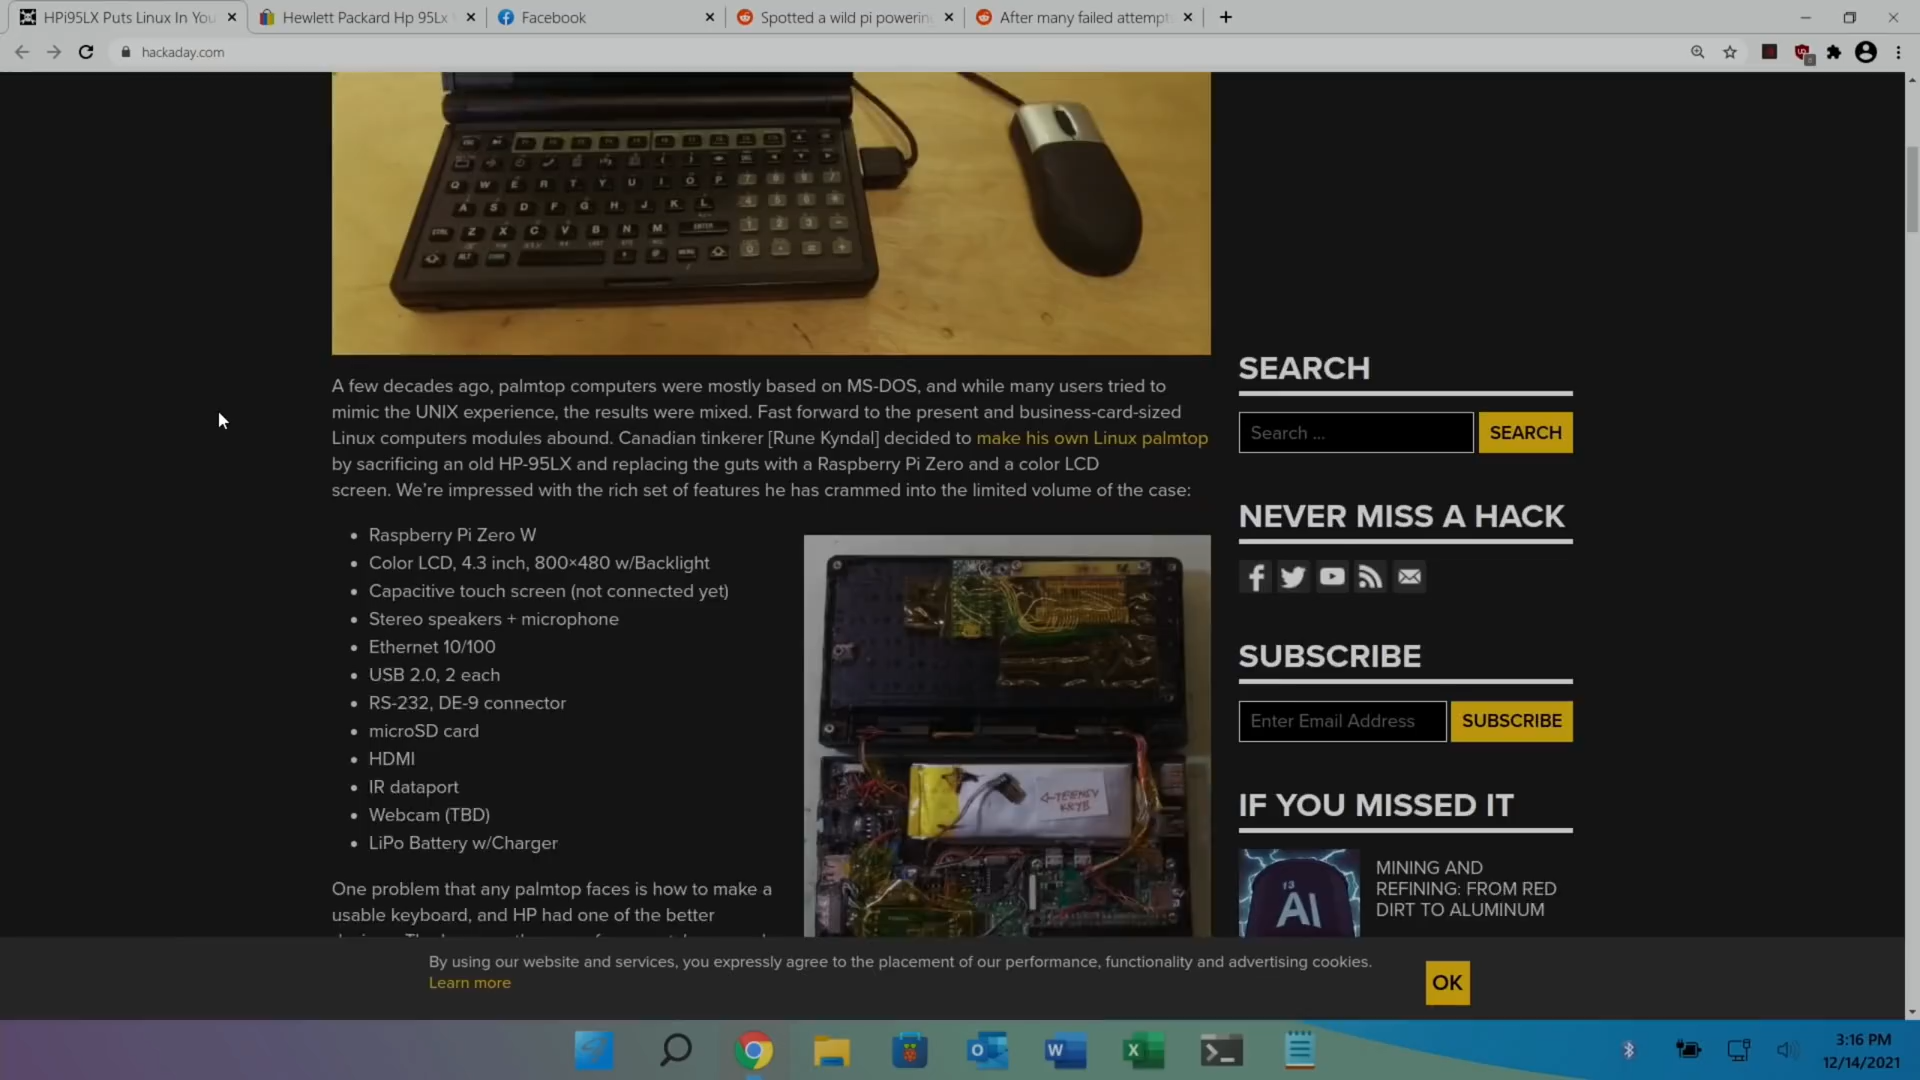 HPi95LX Puts Linux In You
Hewlett Packard Hp 95Lx
Facebook
Spotted a wild pi powerin
After many failed attempt
hackaday.com
Q W E R T Y U I O P
A S D F G H J K L
CTRL Z X C V B N M ENTER
ALT MENU
A few decades ago, palmtop computers were mostly based on MS-DOS, and while many users tried to
mimic the UNIX experience, the results were mixed. Fast forward to the present and business-card-sized
Linux computers modules abound. Canadian tinkerer [Rune Kyndal] decided to make his own Linux palmtop
by sacrificing an old HP-95LX and replacing the guts with a Raspberry Pi Zero and a color LCD
screen. We're impressed with the rich set of features he has crammed into the limited volume of the case:
• Raspberry Pi Zero W
• Color LCD, 4.3 inch, 800×480 w/Backlight
• Capacitive touch screen (not connected yet)
• Stereo speakers + microphone
• Ethernet 10/100
• USB 2.0, 2 each
• RS-232, DE-9 connector
• microSD card
• HDMI
• IR dataport
• Webcam (TBD)
• LiPo Battery w/Charger
One problem that any palmtop faces is how to make a
usable keyboard, and HP had one of the better
TEENSY
KRYB
SEARCH
Search ...
SEARCH
NEVER MISS A HACK
SUBSCRIBE
Enter Email Address
SUBSCRIBE
IF YOU MISSED IT
13
Al
MINING AND
REFINING: FROM RED
DIRT TO ALUMINUM
By using our website and services, you expressly agree to the placement of our performance, functionality and advertising cookies.
Learn more
OK
3:16 PM
12/14/2021